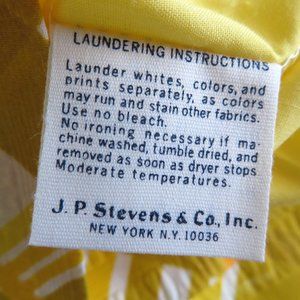 LAUNDERING INSTRUCTIONS
Launder whites, colors, and
prints separately, as colors
may run and stain other fabrics.
Use no bleach.
No ironing necessary if ma-
chine washed, tumble dried, and
removed as soon as dryer stops
Moderate temperatures.
J. P. Stevens & Co., Inc.
NEW YORK N.Y. 10036